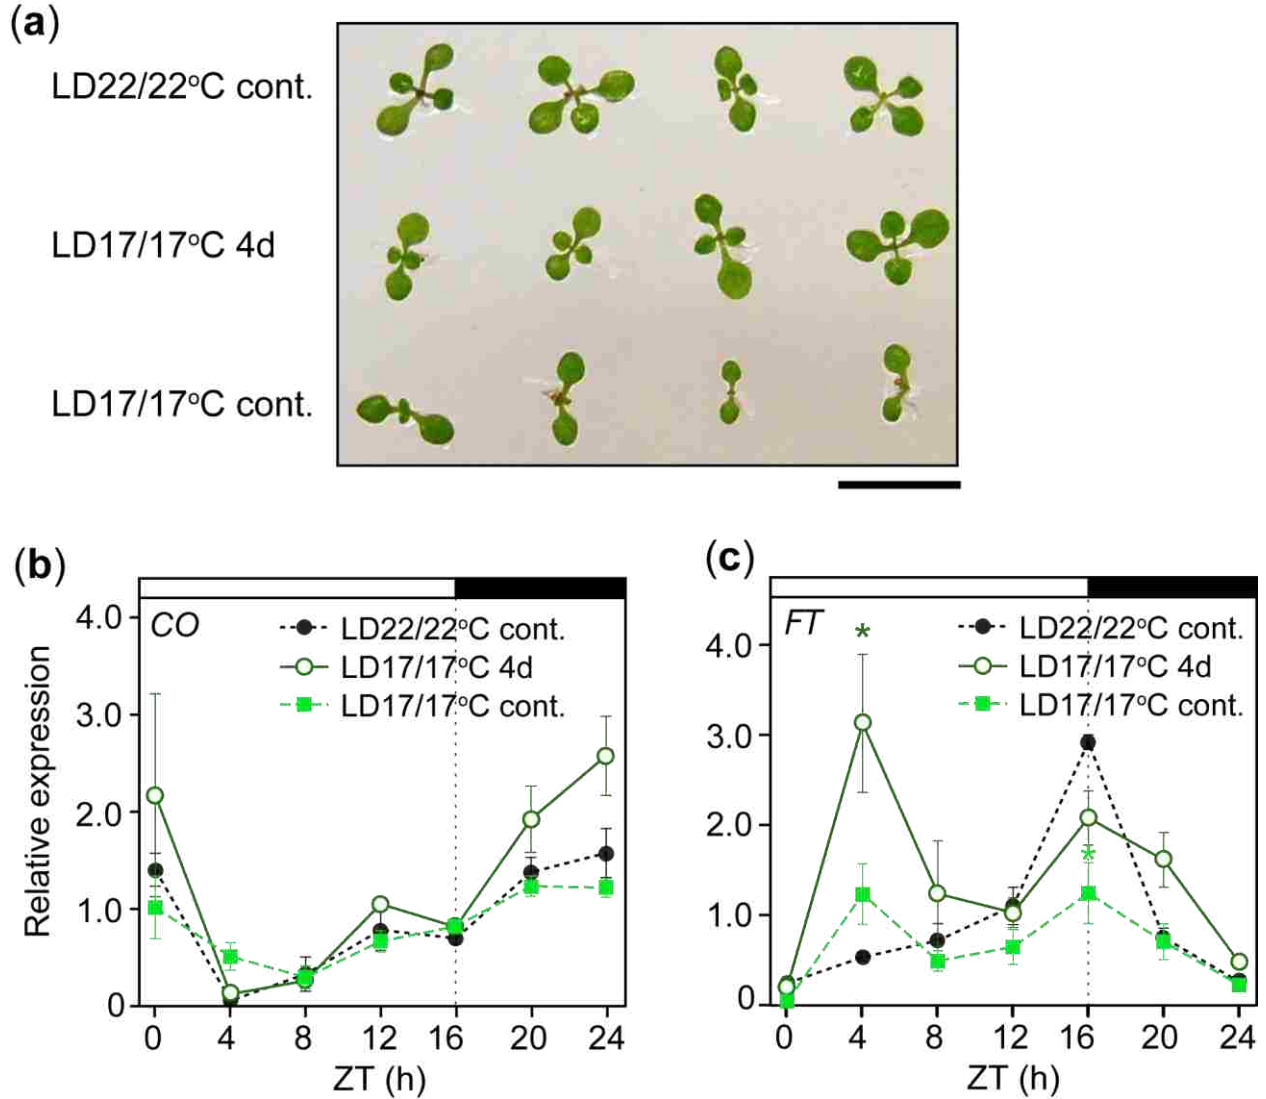 (a)
LD22/22°C cont.
LD17/17°C 4d
LD17/17°C cont.
(b)
CO
LD22/22°C cont.
LD17/17°C 4d
LD17/17°C cont.
Relative expression
4.0
3.0
2.0
1.0
0
0 4 8 12 16 20 24
ZT (h)
(c)
FT
*
LD22/22°C cont.
LD17/17°C 4d
LD17/17°C cont.
*
4.0
3.0
2.0
1.0
0
0 4 8 12 16 20 24
ZT (h)